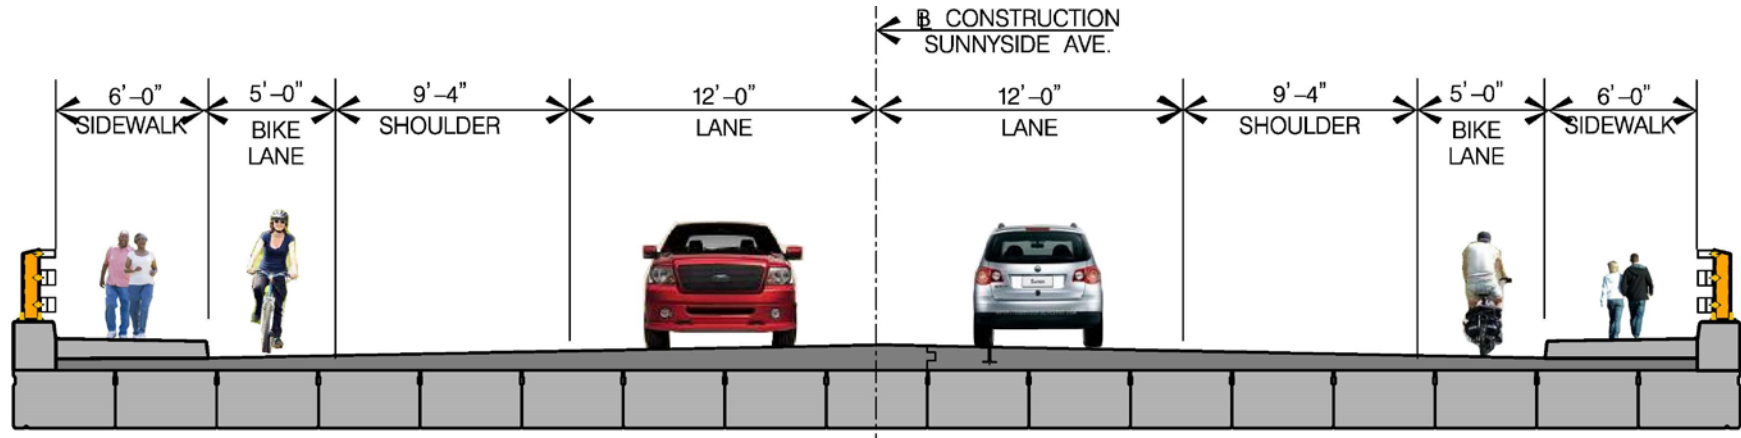 BL CONSTRUCTION
SUNNYSIDE AVE.
6'-0" 5'-0" 9'-4" 12'-0" 12'-0" 9'-4" 5'-0" 6'-0"
SIDEWALK BIKE LANE SHOULDER LANE LANE SHOULDER BIKE LANE SIDEWALK